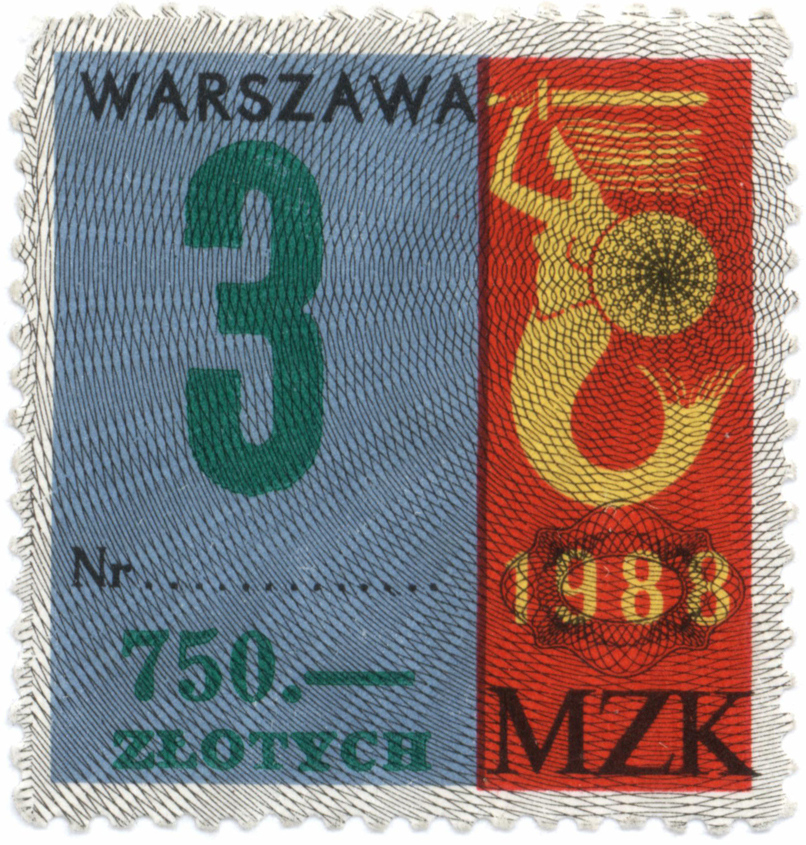 WARSZAWA
3
Nr..............
750.—
ZŁOTYCH
1988
MZK